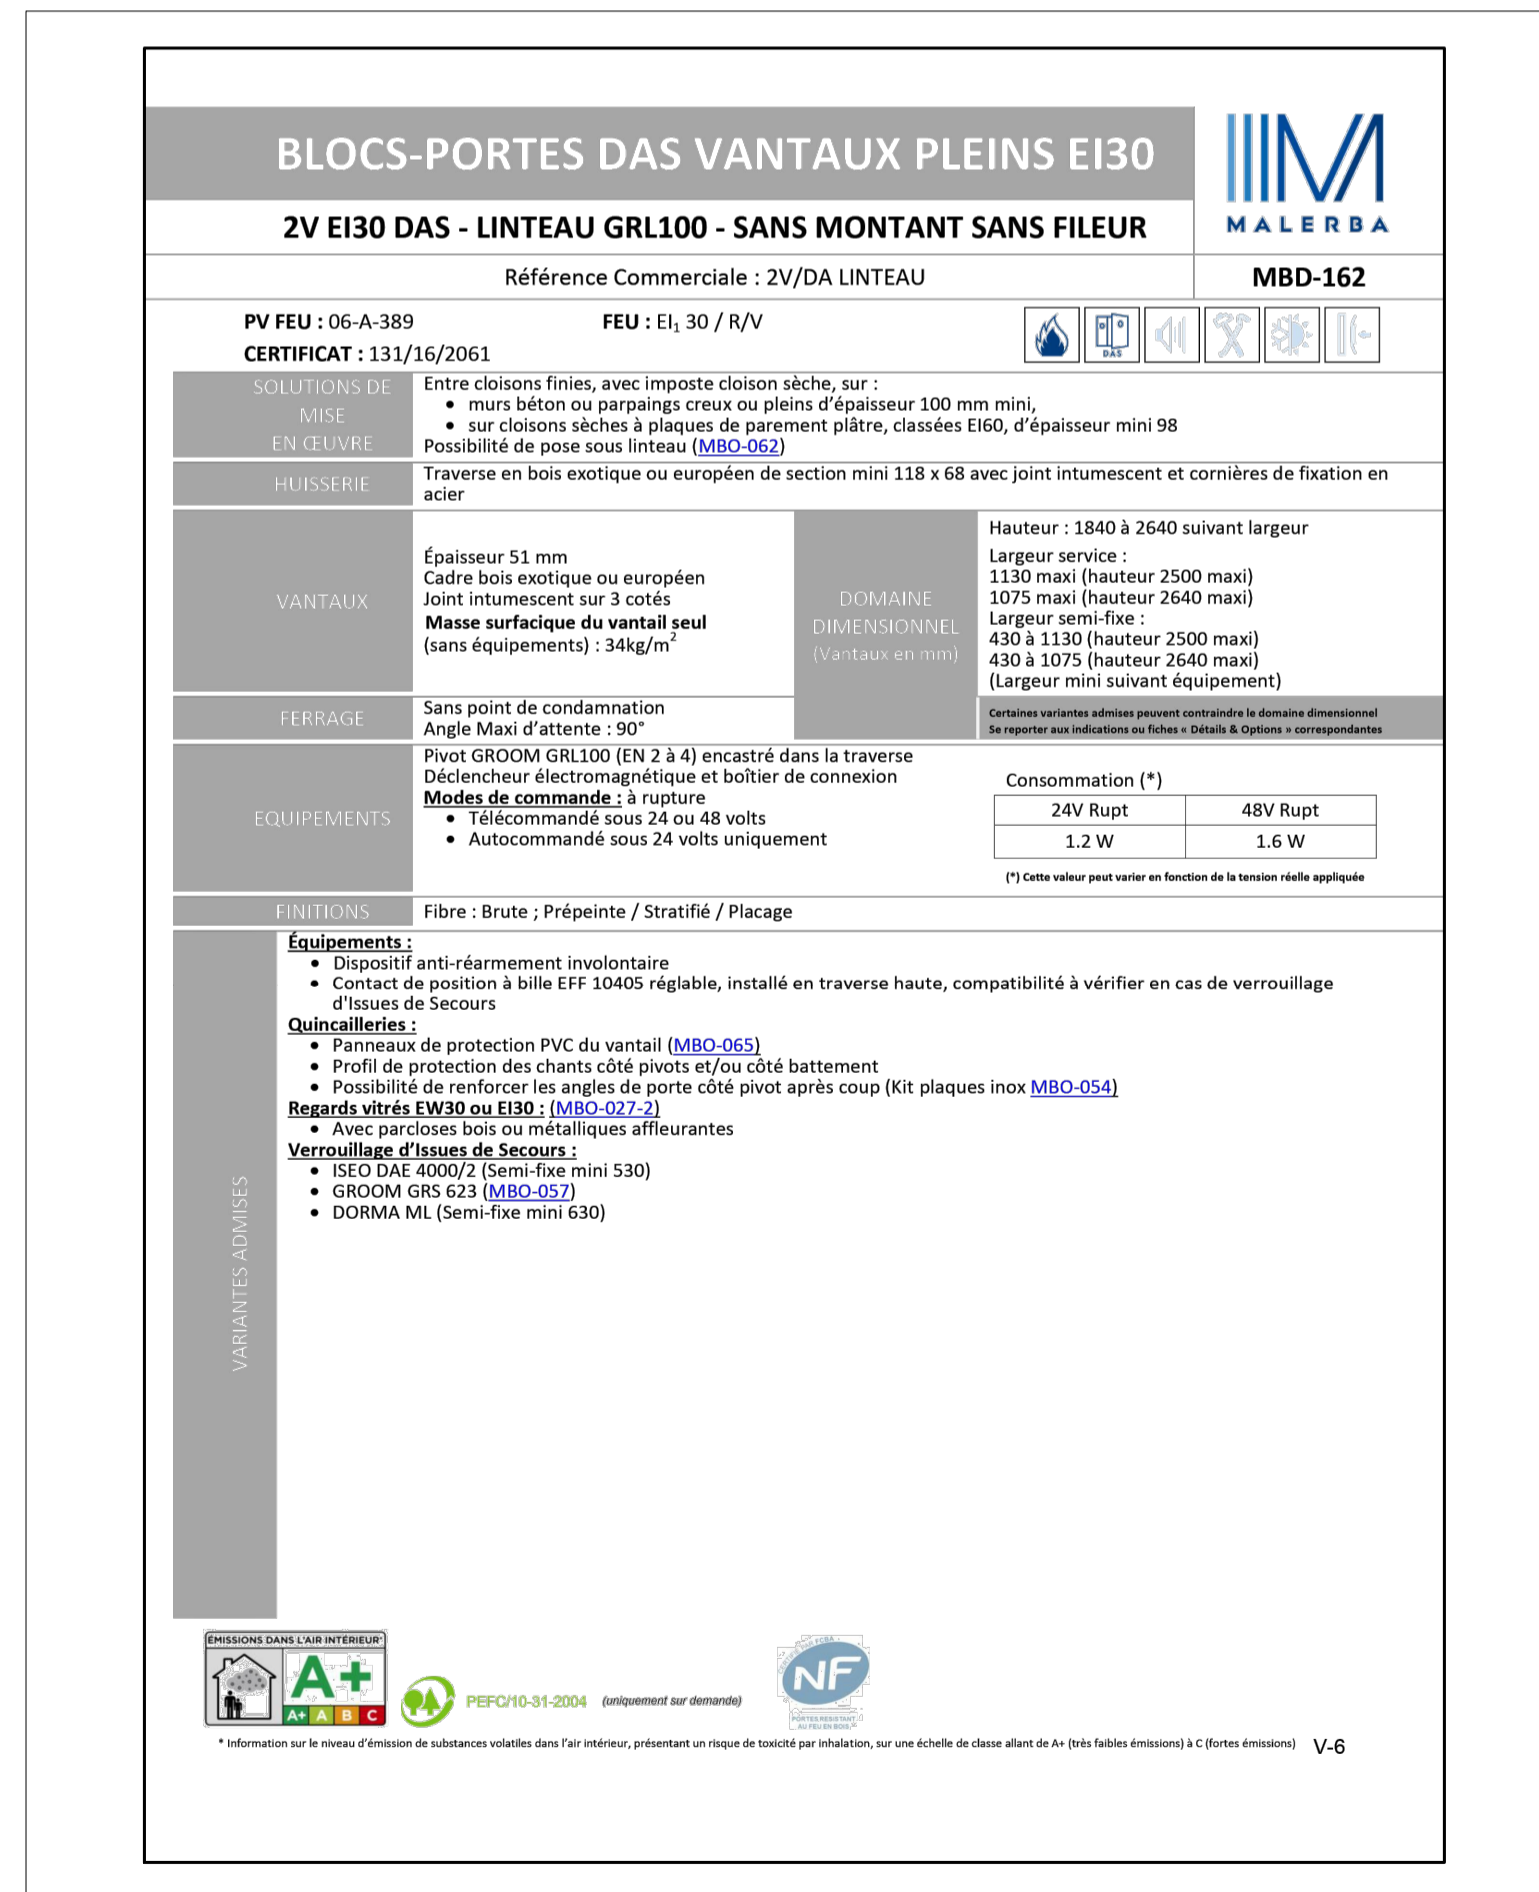 BLOCS-PORTES DAS VANTAUX PLEINS EI30
MALERBA
2V EI30 DAS - LINTEAU GRL100 - SANS MONTANT SANS FILEUR
Référence Commerciale : 2V/DA LINTEAU
MBD-162
PV FEU : 06-A-389
FEU : EI₁ 30 / R/V
CERTIFICAT : 131/16/2061
DAS
SOLUTIONS DE
MISE
EN ŒUVRE
Entre cloisons finies, avec imposte cloison sèche, sur :
• murs béton ou parpaings creux ou pleins d'épaisseur 100 mm mini,
• sur cloisons sèches à plaques de parement plâtre, classées EI60, d'épaisseur mini 98
Possibilité de pose sous linteau (MBO-062)
HUISSERIE
Traverse en bois exotique ou européen de section mini 118 x 68 avec joint intumescent et cornières de fixation en
acier
VANTAUX
Épaisseur 51 mm
Cadre bois exotique ou européen
Joint intumescent sur 3 cotés
Masse surfacique du vantail seul
(sans équipements) : 34kg/m²
DOMAINE
DIMENSIONNEL
(Vantaux en mm)
Hauteur : 1840 à 2640 suivant largeur
Largeur service :
1130 maxi (hauteur 2500 maxi)
1075 maxi (hauteur 2640 maxi)
Largeur semi-fixe :
430 à 1130 (hauteur 2500 maxi)
430 à 1075 (hauteur 2640 maxi)
(Largeur mini suivant équipement)
FERRAGE
Sans point de condamnation
Angle Maxi d'attente : 90°
Certaines variantes admises peuvent contraindre le domaine dimensionnel
Se reporter aux indications ou fiches « Détails & Options » correspondantes
EQUIPEMENTS
Pivot GROOM GRL100 (EN 2 à 4) encastré dans la traverse
Déclencheur électromagnétique et boîtier de connexion
Modes de commande : à rupture
• Télécommandé sous 24 ou 48 volts
• Autocommandé sous 24 volts uniquement
Consommation (*)
24V Rupt 48V Rupt
1.2 W 1.6 W
(*) Cette valeur peut varier en fonction de la tension réelle appliquée
FINITIONS
Fibre : Brute ; Prépeinte / Stratifié / Placage
VARIANTES ADMISES
Équipements :
• Dispositif anti-réarmement involontaire
• Contact de position à bille EFF 10405 réglable, installé en traverse haute, compatibilité à vérifier en cas de verrouillage
d'Issues de Secours
Quincailleries :
• Panneaux de protection PVC du vantail (MBO-065)
• Profil de protection des chants côté pivots et/ou côté battement
• Possibilité de renforcer les angles de porte côté pivot après coup (Kit plaques inox MBO-054)
Regards vitrés EW30 ou EI30 : (MBO-027-2)
• Avec parcloses bois ou métalliques affleurantes
Verrouillage d'Issues de Secours :
• ISEO DAE 4000/2 (Semi-fixe mini 530)
• GROOM GRS 623 (MBO-057)
• DORMA ML (Semi-fixe mini 630)
ÉMISSIONS DANS L'AIR INTÉRIEUR*
A+
A+ A B C
PEFC/10-31-2004 (uniquement sur demande)
CERTIFIÉ PAR FCBA
NF
PORTES RESISTANT
AU FEU EN BOIS
* Information sur le niveau d'émission de substances volatiles dans l'air intérieur, présentant un risque de toxicité par inhalation, sur une échelle de classe allant de A+ (très faibles émissions) à C (fortes émissions)
V-6